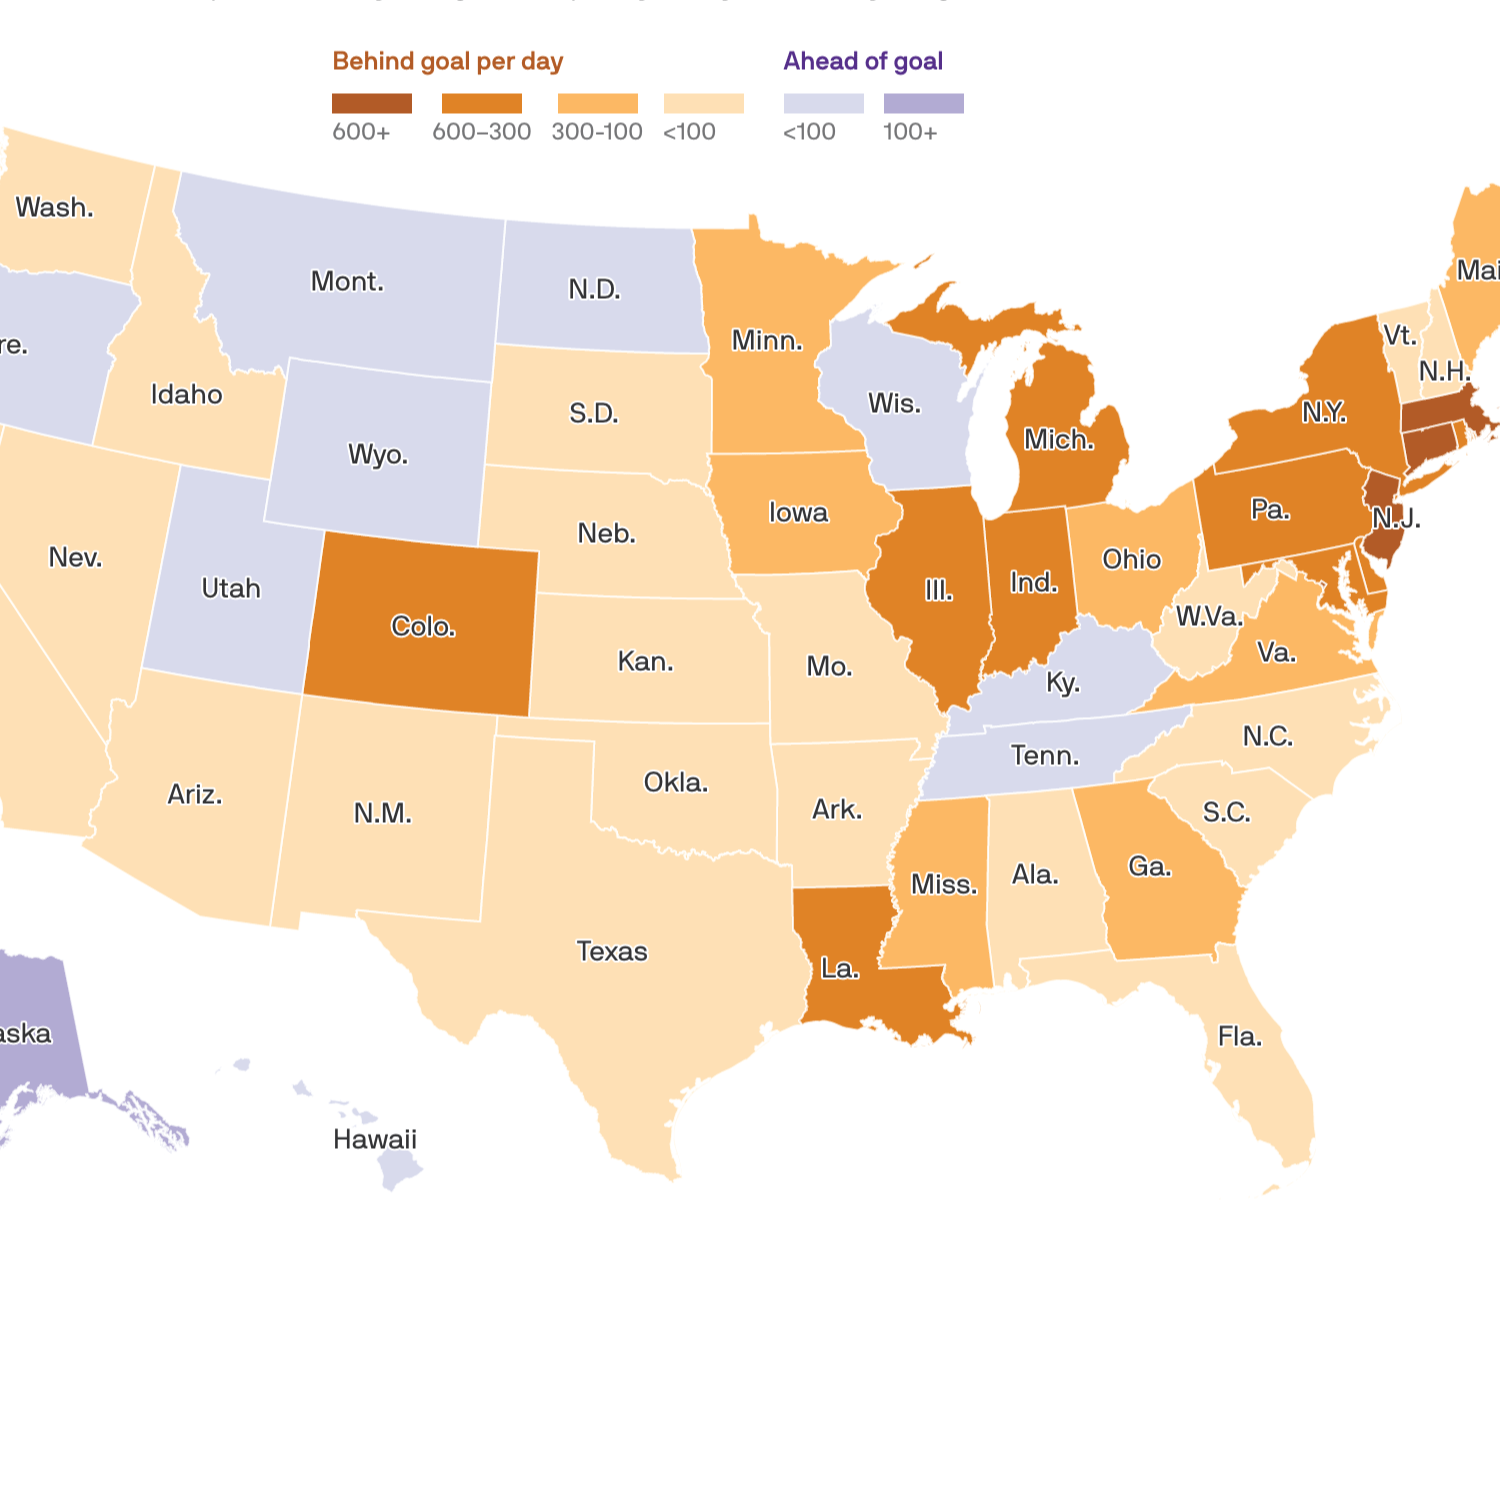 Behind goal per day
Ahead of goal
600+
600–300
300-100
<100
<100
100+
Wash.
Mont.
N.D.
Minn.
Mai
re.
Vt.
N.H.
Idaho
S.D.
Wis.
Mich.
N.Y.
Wyo.
Iowa
Pa.
N.J.
Neb.
Nev.
Utah
Ill.
Ind.
Ohio
Colo.
W.Va.
Kan.
Mo.
Ky.
Va.
Tenn.
N.C.
Ariz.
N.M.
Okla.
Ark.
S.C.
Miss.
Ala.
Ga.
Texas
La.
aska
Fla.
Hawaii